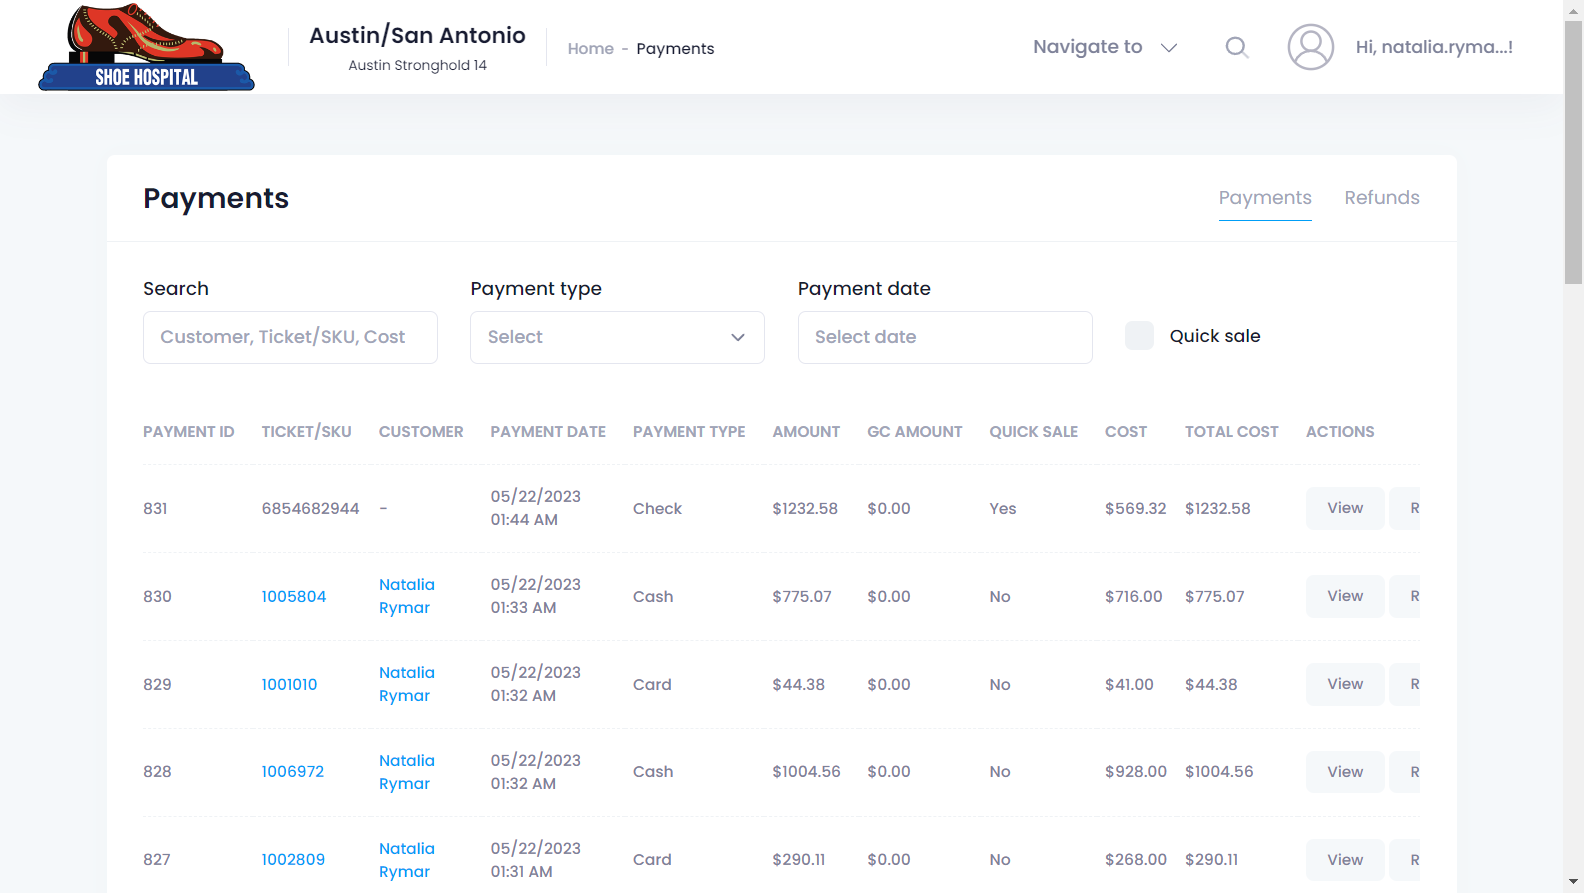 SHOE HOSPITAL
Austin/San Antonio
Austin Stronghold 14
Home - Payments
Navigate to
Hi, natalia.ryma...!
Payments
Payments Refunds
Search Payment type Payment date
Customer, Ticket/SKU, Cost Select Select date Quick sale
PAYMENT ID TICKET/SKU CUSTOMER PAYMENT DATE PAYMENT TYPE AMOUNT GC AMOUNT QUICK SALE COST TOTAL COST ACTIONS
831 6854682944 - 05/22/2023 01:44 AM Check $1232.58 $0.00 Yes $569.32 $1232.58 View R
830 1005804 Natalia Rymar 05/22/2023 01:33 AM Cash $775.07 $0.00 No $716.00 $775.07 View R
829 1001010 Natalia Rymar 05/22/2023 01:32 AM Card $44.38 $0.00 No $41.00 $44.38 View R
828 1006972 Natalia Rymar 05/22/2023 01:32 AM Cash $1004.56 $0.00 No $928.00 $1004.56 View R
827 1002809 Natalia Rymar 05/22/2023 01:31 AM Card $290.11 $0.00 No $268.00 $290.11 View R